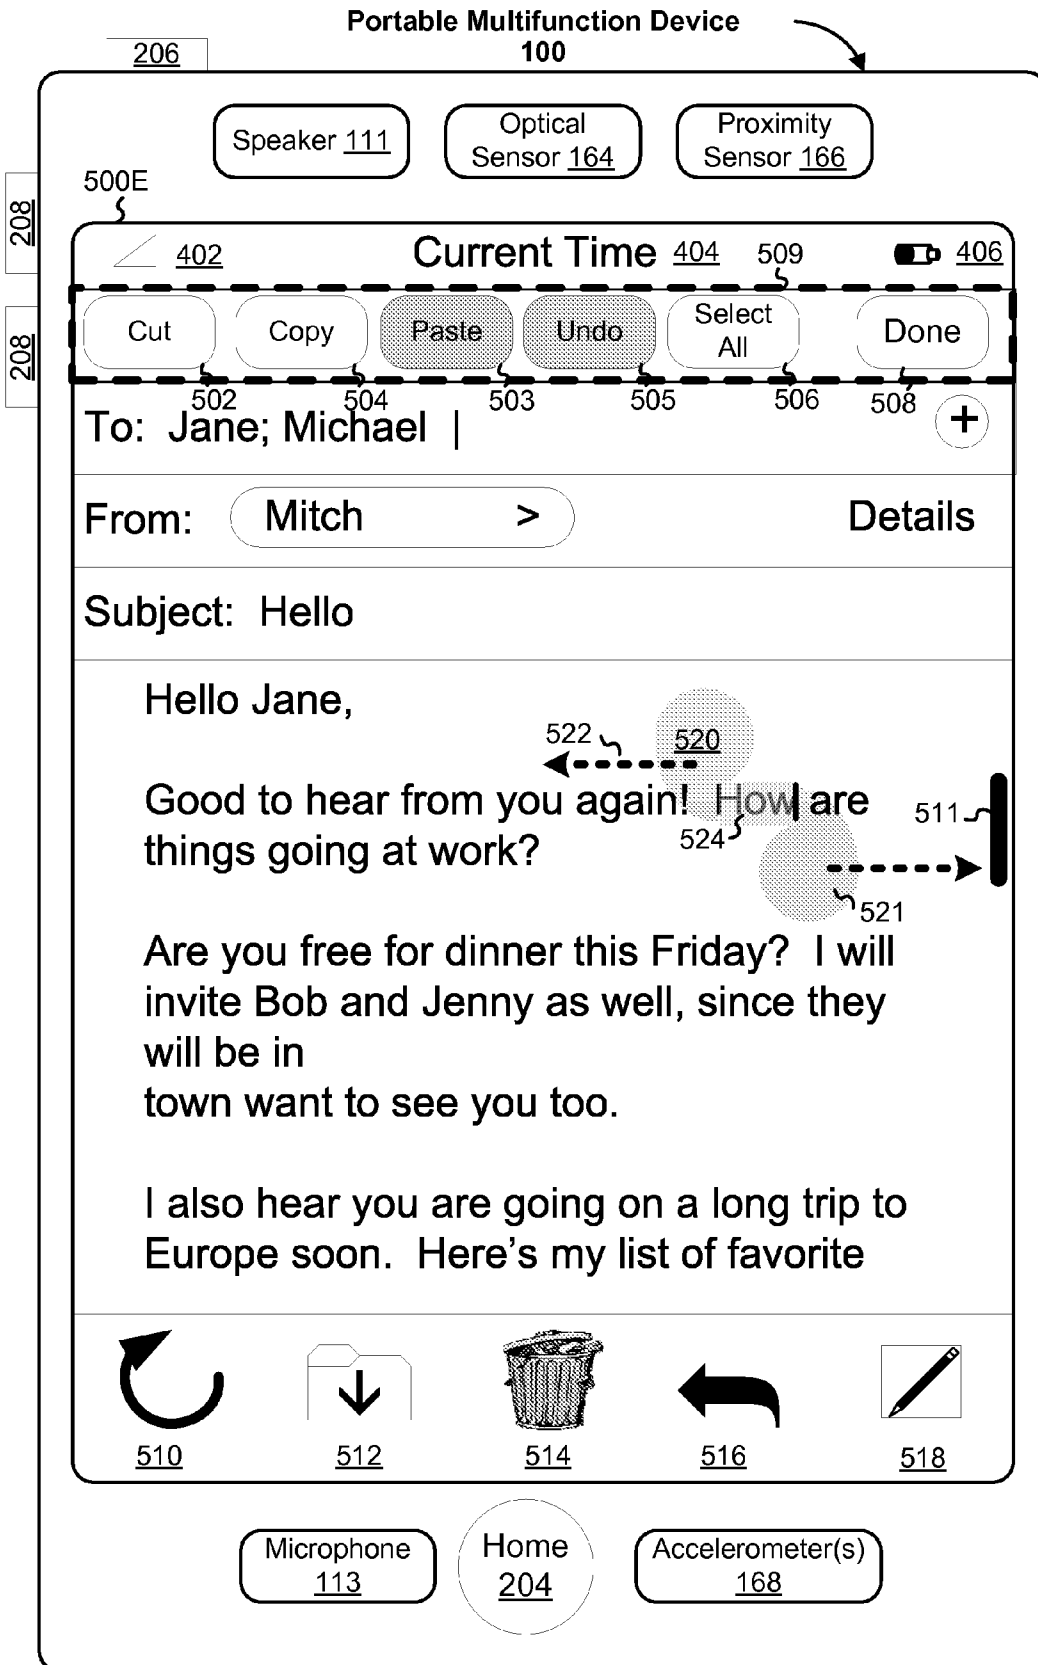 Portable Multifunction Device
100
206
Speaker 111
Optical
Sensor 164
Proximity
Sensor 166
500E
208
208
402
Current Time 404
509
406
Cut
Copy
Paste
Undo
Select
All
Done
502
504
503
505
506
508
To: Jane; Michael
+
From:
Mitch >
Details
Subject: Hello
Hello Jane,
522
520
Good to hear from you again! How are
511
524
things going at work?
521
Are you free for dinner this Friday? I will
invite Bob and Jenny as well, since they
will be in
town want to see you too.
I also hear you are going on a long trip to
Europe soon. Here's my list of favorite
510
512
514
516
518
Microphone
113
Home
204
Accelerometer(s)
168